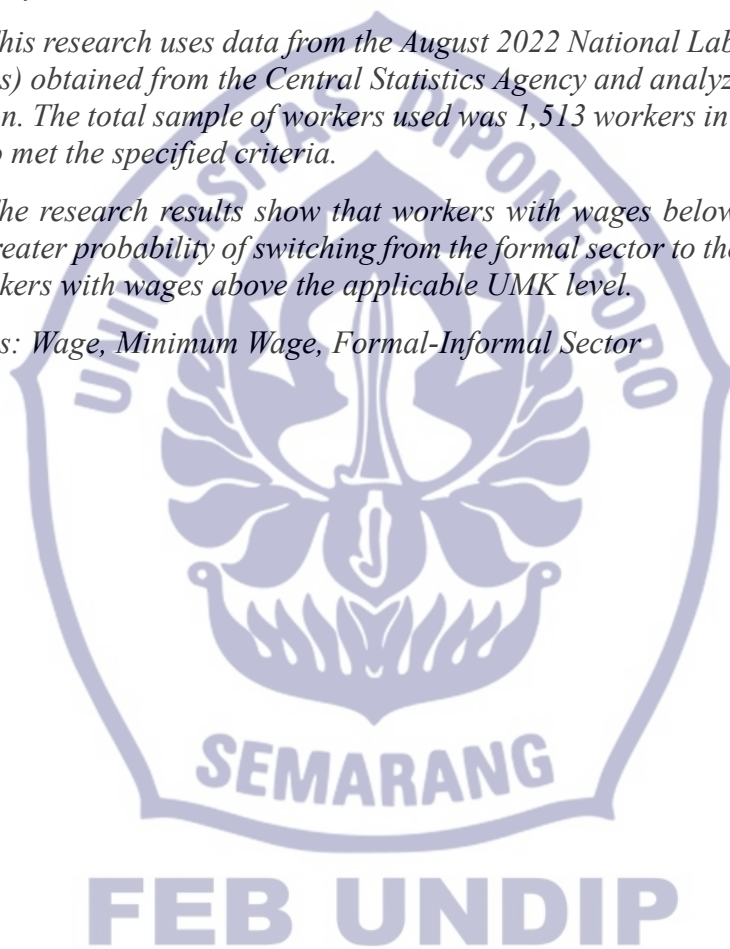 his research uses data from the August 2022 National Lab
s) obtained from the Central Statistics Agency and analyz
n. The total sample of workers used was 1,513 workers in
o met the specified criteria.
he research results show that workers with wages below
reater probability of switching from the formal sector to the
kers with wages above the applicable UMK level.
s: Wage, Minimum Wage, Formal-Informal Sector
UNIVERSITAS DIPONEGORO
SEMARANG
FEB UNDIP